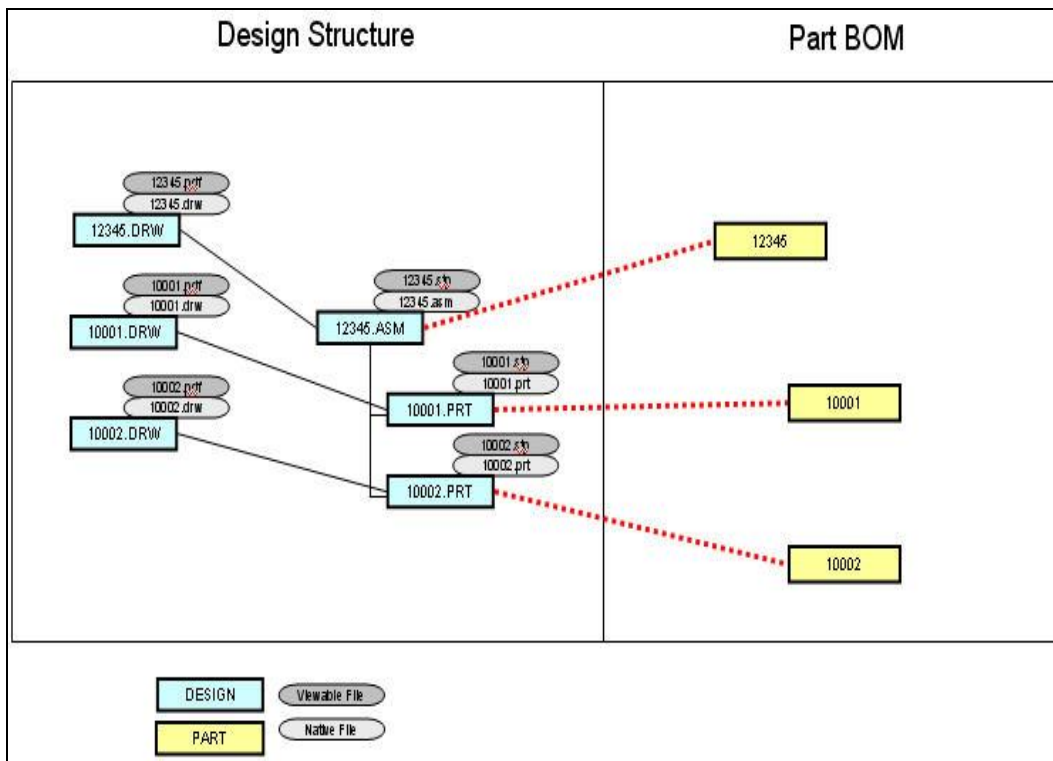 Design Structure
Part BOM
12345.pdf
12345.drw
12345.DRW
12345
10001.pdf
10001.drw
10001.DRW
12345.stp
12345.asm
12345.ASM
10001.stp
10001.prt
10001.PRT
10001
10002.pdf
10002.drw
10002.DRW
10002.stp
10002.prt
10002.PRT
10002
DESIGN
Viewable File
PART
Native File